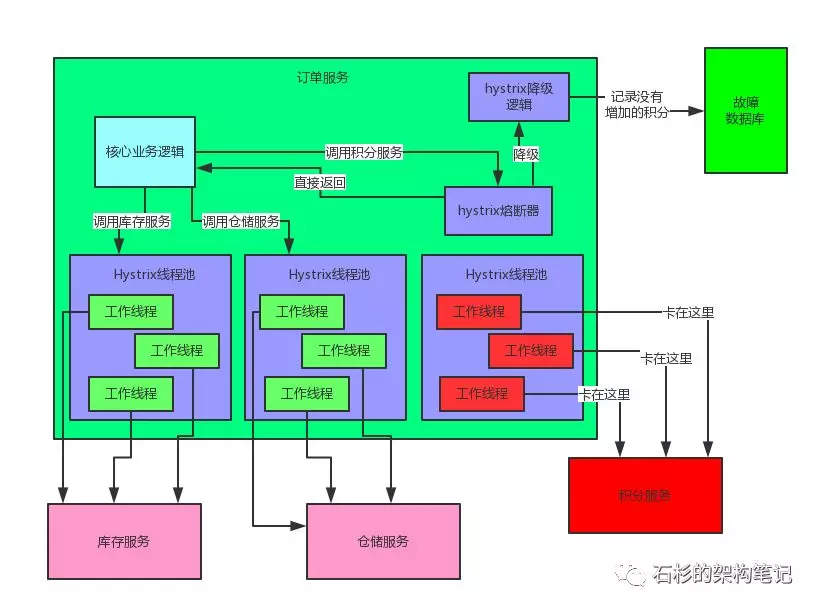 订单服务
hystrix降级
逻辑
记录没有
增加的积分
故障
数据库
核心业务逻辑
调用积分服务
降级
直接返回
hystrix熔断器
调用库存服务
调用仓储服务
Hystrix线程池
Hystrix线程池
Hystrix线程池
工作线程
工作线程
工作线程
卡在这里
工作线程
工作线程
工作线程
卡在这里
工作线程
工作线程
工作线程
卡在这里
积分服务
库存服务
仓储服务
石杉的架构笔记